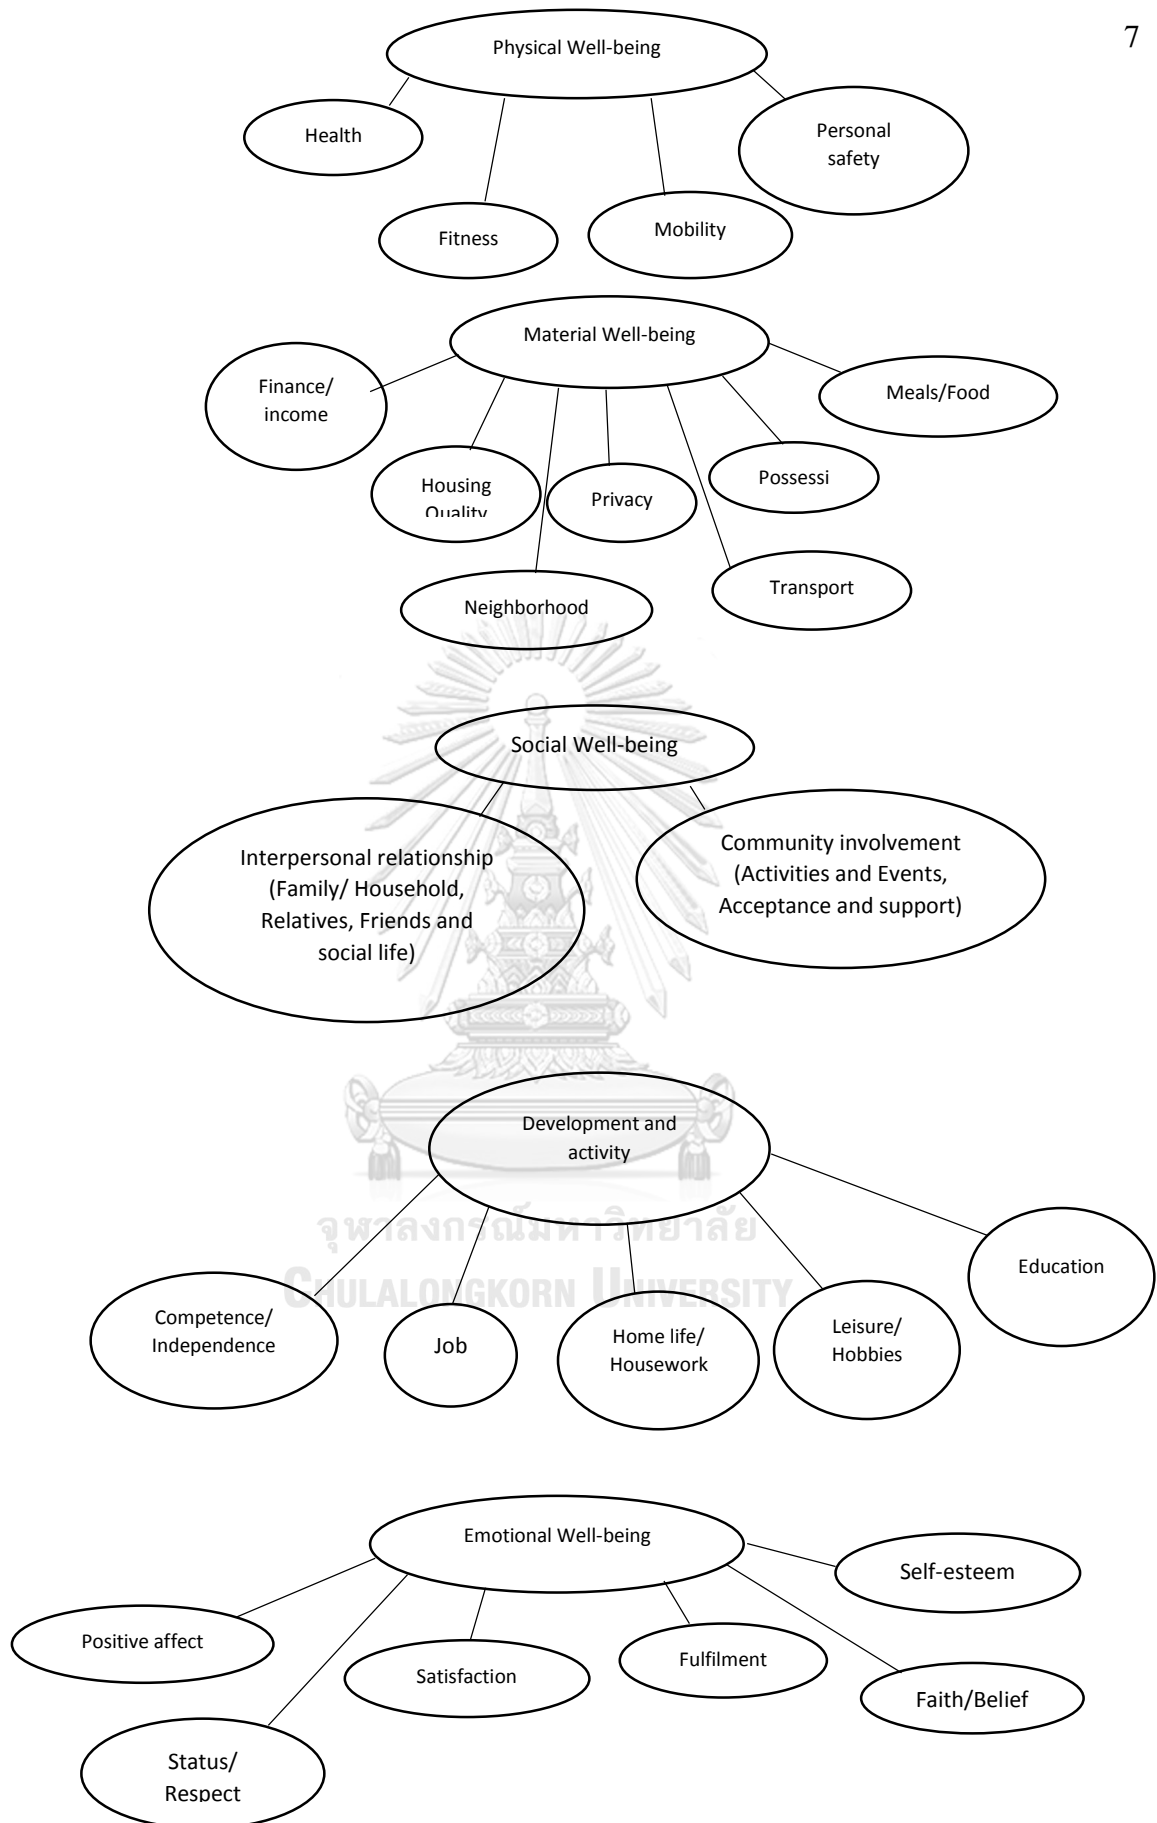 7
Physical Well-being
Health
Personal
safety
Fitness
Mobility
Material Well-being
Finance/
income
Meals/Food
Housing
Quality
Privacy
Possessi
Neighborhood
Transport
Social Well-being
Interpersonal relationship
(Family/ Household,
Relatives, Friends and
social life)
Community involvement
(Activities and Events,
Acceptance and support)
Development and
activity
จุฬาลงกรณ์มหาวิทยาลัย
CHULALONGKORN UNIVERSITY
Education
Competence/
Independence
Job
Home life/
Housework
Leisure/
Hobbies
Emotional Well-being
Self-esteem
Positive affect
Satisfaction
Fulfilment
Faith/Belief
Status/
Respect